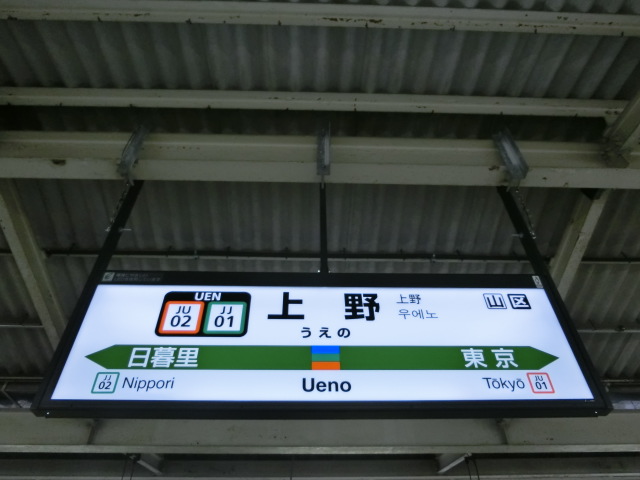 UEN
JU 02
JJ 01
上野
うえの
上野
우에노
山 区
日暮里
東京
JJ 02
Nippori
Ueno
Tōkyō
JU 01